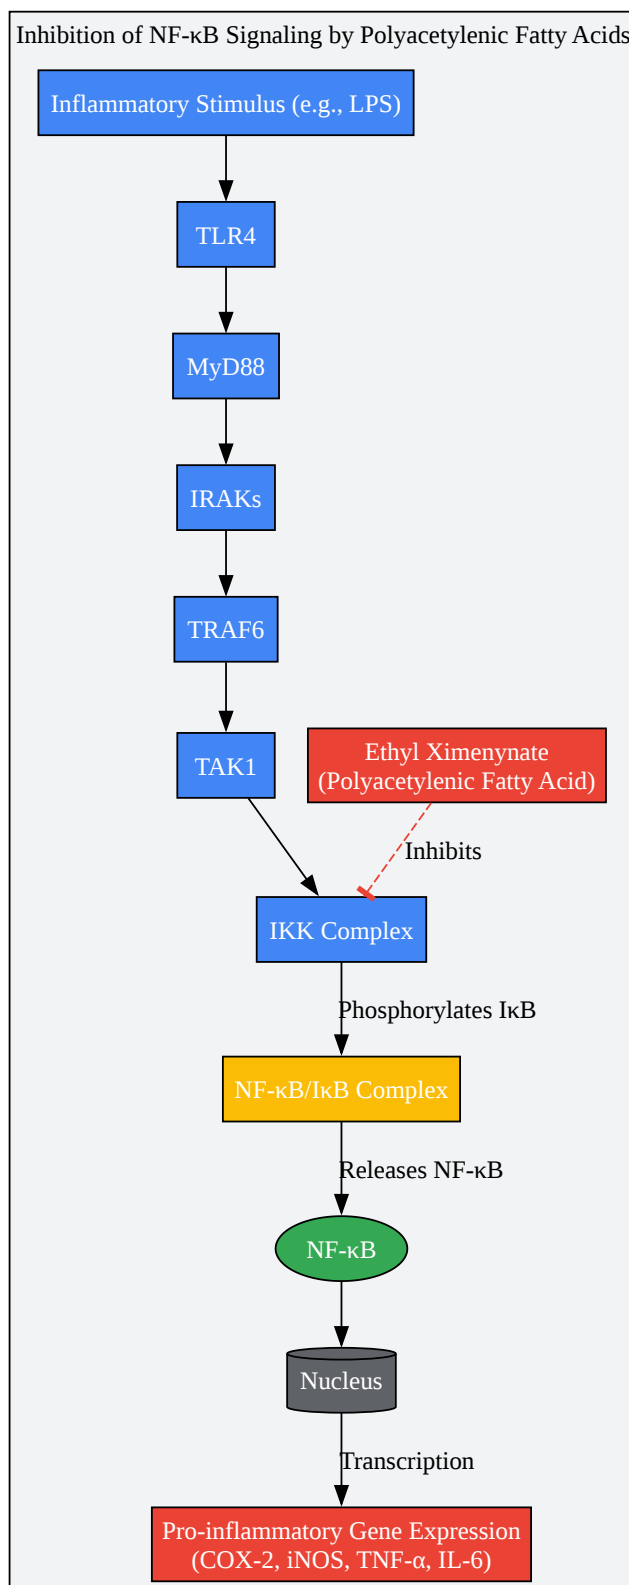 Inhibition of NF-κB Signaling by Polyacetylenic Fatty Acids
Inflammatory Stimulus (e.g., LPS)
TLR4
MyD88
IRAKs
TRAF6
TAK1
Ethyl Ximenynate
(Polyacetylenic Fatty Acid)
Inhibits
IKK Complex
Phosphorylates IκB
NF-κB/IκB Complex
Releases NF-κB
NF-κB
Nucleus
Transcription
Pro-inflammatory Gene Expression
(COX-2, iNOS, TNF-α, IL-6)